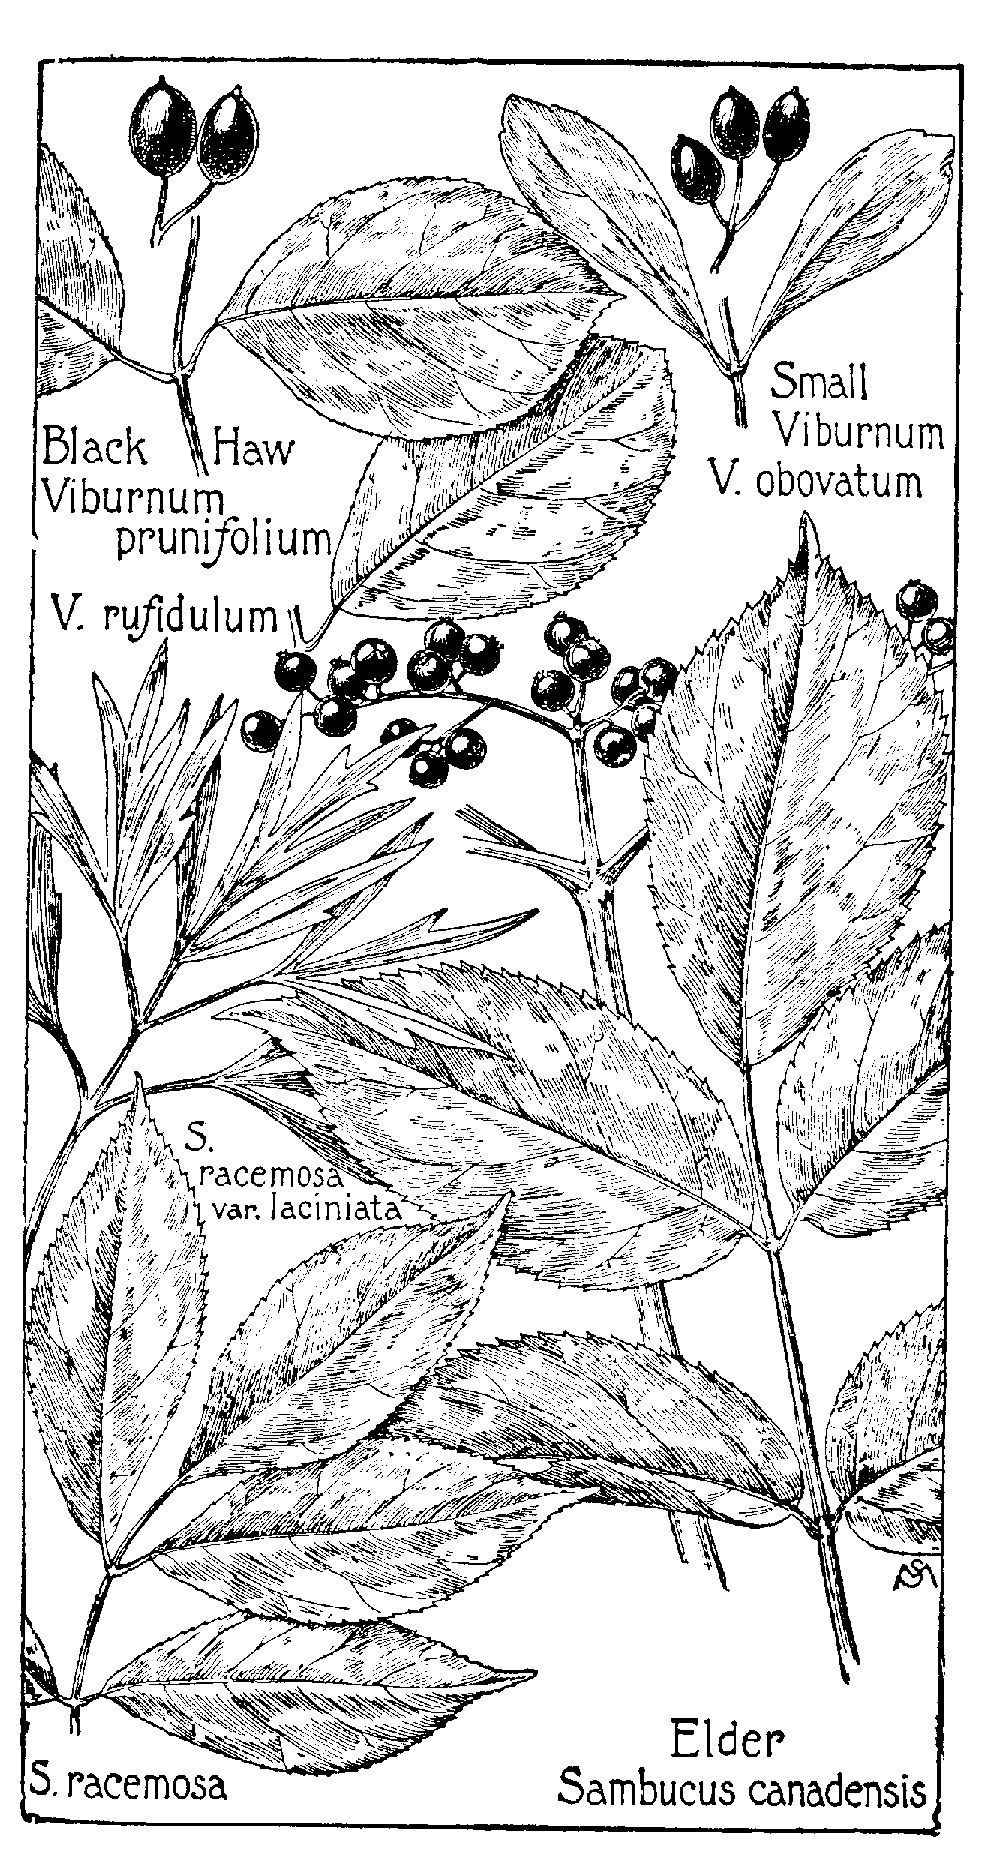 Small
Viburnum
V. obovatum
Black Haw
Viburnum
prunifolium
V. rufidulum
S.
racemosa
var. laciniata
S. racemosa
Elder
Sambucus canadensis